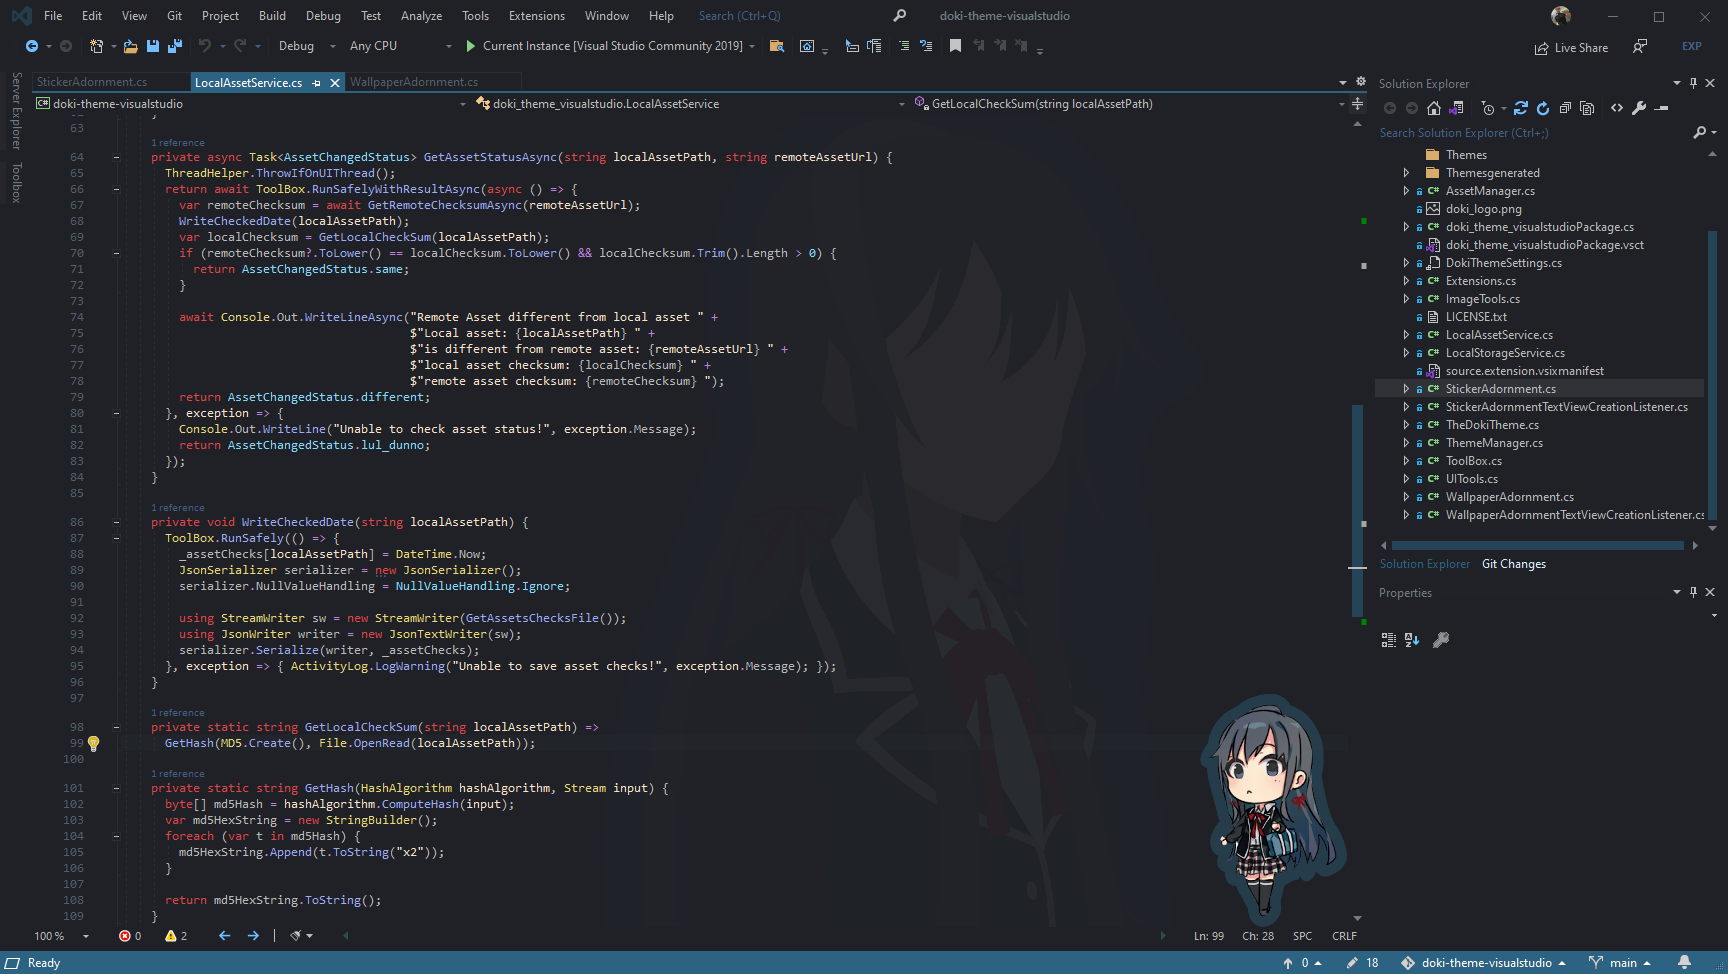 File Edit View Git Project Build Debug Test Analyze Tools Extensions Window Help Search (Ctrl+Q) doki-theme-visualstudio
Debug Any CPU Current Instance [Visual Studio Community 2019] Live Share EXP
Server Explorer
Toolbox
StickerAdornment.cs LocalAssetService.cs WallpaperAdornment.cs
doki-theme-visualstudio doki_theme_visualstudio.LocalAssetService GetLocalCheckSum(string localAssetPath)
63
1 reference
64 private async Task<AssetChangedStatus> GetAssetStatusAsync(string localAssetPath, string remoteAssetUrl) {
65 ThreadHelper.ThrowIfOnUIThread();
66 return await ToolBox.RunSafelyWithResultAsync(async () => {
67 var remoteChecksum = await GetRemoteChecksumAsync(remoteAssetUrl);
68 WriteCheckedDate(localAssetPath);
69 var localChecksum = GetLocalCheckSum(localAssetPath);
70 if (remoteChecksum?.ToLower() == localChecksum.ToLower() && localChecksum.Trim().Length > 0) {
71 return AssetChangedStatus.same;
72 }
73
74 await Console.Out.WriteLineAsync("Remote Asset different from local asset " +
75 $"Local asset: {localAssetPath} " +
76 $"is different from remote asset: {remoteAssetUrl} " +
77 $"local asset checksum: {localChecksum} " +
78 $"remote asset checksum: {remoteChecksum} ");
79 return AssetChangedStatus.different;
80 }, exception => {
81 Console.Out.WriteLine("Unable to check asset status!", exception.Message);
82 return AssetChangedStatus.lul_dunno;
83 });
84 }
85
1 reference
86 private void WriteCheckedDate(string localAssetPath) {
87 ToolBox.RunSafely(() => {
88 _assetChecks[localAssetPath] = DateTime.Now;
89 JsonSerializer serializer = new JsonSerializer();
90 serializer.NullValueHandling = NullValueHandling.Ignore;
91
92 using StreamWriter sw = new StreamWriter(GetAssetsChecksFile());
93 using JsonWriter writer = new JsonTextWriter(sw);
94 serializer.Serialize(writer, _assetChecks);
95 }, exception => { ActivityLog.LogWarning("Unable to save asset checks!", exception.Message); });
96 }
97
1 reference
98 private static string GetLocalCheckSum(string localAssetPath) =>
99 GetHash(MD5.Create(), File.OpenRead(localAssetPath));
100
1 reference
101 private static string GetHash(HashAlgorithm hashAlgorithm, Stream input) {
102 byte[] md5Hash = hashAlgorithm.ComputeHash(input);
103 var md5HexString = new StringBuilder();
104 foreach (var t in md5Hash) {
105 md5HexString.Append(t.ToString("x2"));
106 }
107
108 return md5HexString.ToString();
109 }
100 % 0 2 Ln: 99 Ch: 28 SPC CRLF
Solution Explorer
Search Solution Explorer (Ctrl+;)
Themes
Themesgenerated
C# AssetManager.cs
doki_logo.png
C# doki_theme_visualstudioPackage.cs
doki_theme_visualstudioPackage.vsct
DokiThemeSettings.cs
C# Extensions.cs
C# ImageTools.cs
LICENSE.txt
C# LocalAssetService.cs
C# LocalStorageService.cs
source.extension.vsixmanifest
C# StickerAdornment.cs
C# StickerAdornmentTextViewCreationListener.cs
C# TheDokiTheme.cs
C# ThemeManager.cs
C# ToolBox.cs
C# UITools.cs
C# WallpaperAdornment.cs
C# WallpaperAdornmentTextViewCreationListener.cs
Solution Explorer Git Changes
Properties
Ready 0 18 doki-theme-visualstudio main